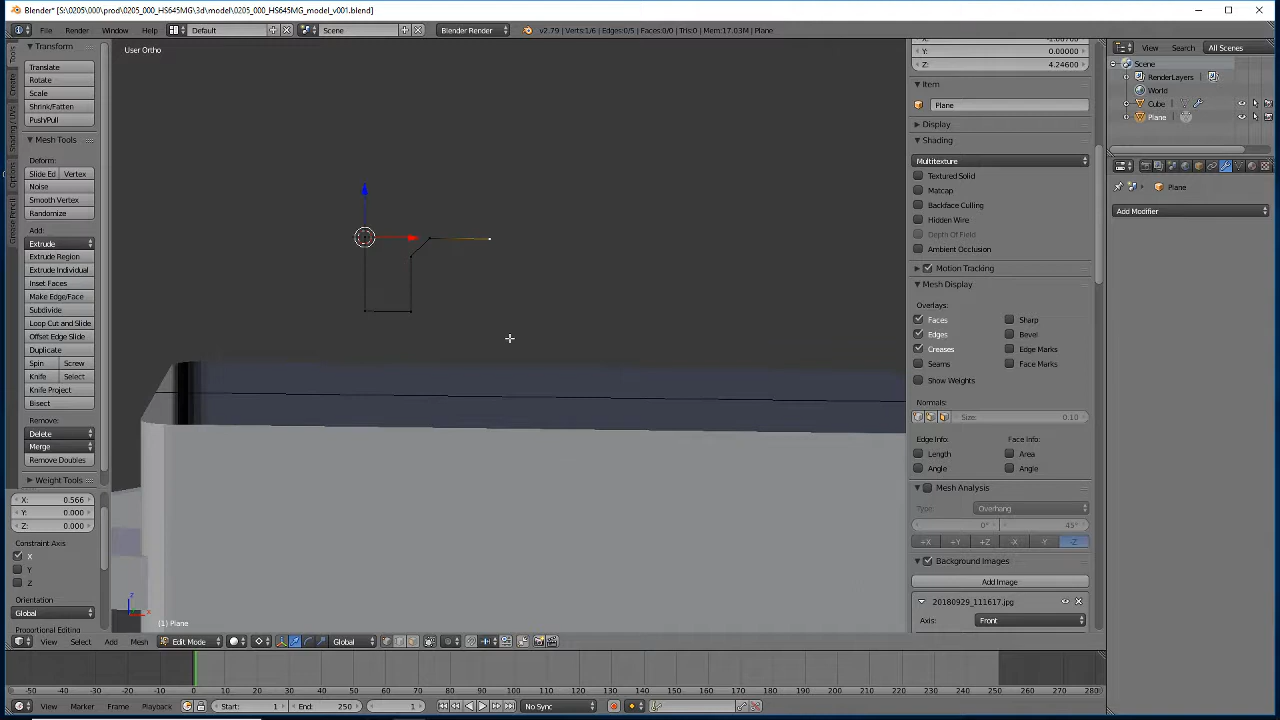 Blender* [S:\0205\000\prod\0205_000_HS645MG\3d\model\0205_000_HS645MG_model_v001.blend]
File Render Window Help Default Scene Blender Render v2.79 | Verts:1/6 | Edges:0/5 | Faces:0/0 | Tris:0 | Mem:17.03M | Plane View Search All Scenes
User Ortho
Tools
Create
Shading / UVs
Options
Grease Pencil
Transform
Translate
Rotate
Scale
Shrink/Fatten
Push/Pull
Mesh Tools
Deform:
Slide Ed Vertex
Noise
Smooth Vertex
Randomize
Add:
Extrude
Extrude Region
Extrude Individual
Inset Faces
Make Edge/Face
Subdivide
Loop Cut and Slide
Offset Edge Slide
Duplicate
Spin Screw
Knife Select
Knife Project
Bisect
Remove:
Delete
Merge
Remove Doubles
Weight Tools
X: 0.566
Y: 0.000
Z: 0.000
Constraint Axis
X
Y
Z
Orientation
Global
Proportional Editing
z
x
(1) Plane
Y: 0.00000
Z: 4.24600
Item
Plane
Display
Shading
Multitexture
Textured Solid
Matcap
Backface Culling
Hidden Wire
Depth Of Field
Ambient Occlusion
Motion Tracking
Mesh Display
Overlays:
Faces Sharp
Edges Bevel
Creases Edge Marks
Seams Face Marks
Show Weights
Normals:
Size: 0.10
Edge Info: Face Info:
Length Area
Angle Angle
Mesh Analysis
Type: Overhang
0° 45°
+X +Y +Z -X -Y -Z
Background Images
Add Image
20180929_111617.jpg
Axis: Front
Scene
RenderLayers
World
Cube
Plane
Plane
Add Modifier
View Select Add Mesh Edit Mode Global
-50 -40 -30 -20 -10 0 10 20 30 40 50 60 70 80 90 100 110 120 130 140 150 160 170 180 190 200 210 220 230 240 250 260 270 280
View Marker Frame Playback Start: 1 End: 250 1 No Sync